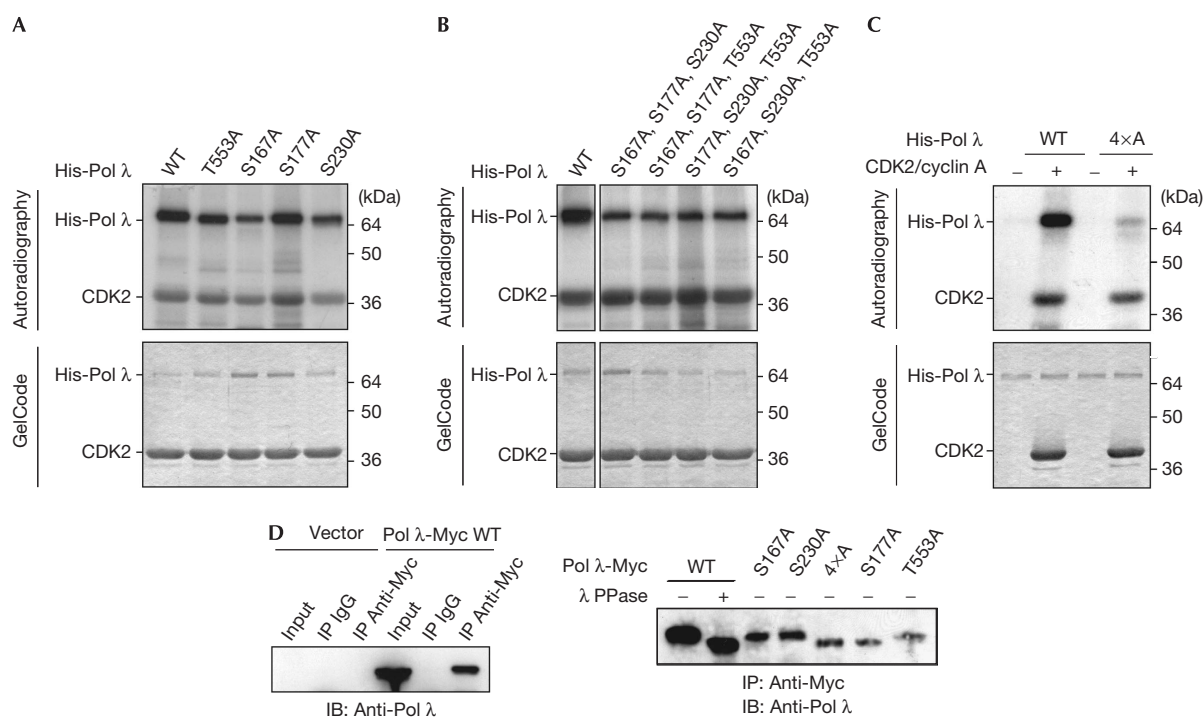 A
His-Pol λ
WT
T553A
S167A
S177A
S230A
(kDa)
Autoradiography
His-Pol λ
CDK2
64
50
36
GelCode
His-Pol λ
CDK2
64
50
36
B
His-Pol λ
WT
S167A, S177A, S230A
S167A, S177A, T553A
S177A, S230A, T553A
S167A, S230A, T553A
(kDa)
Autoradiography
His-Pol λ
CDK2
64
50
36
GelCode
His-Pol λ
CDK2
64
50
36
C
His-Pol λ WT 4×A
CDK2/cyclin A – + – +
(kDa)
Autoradiography
His-Pol λ
CDK2
64
50
36
GelCode
His-Pol λ
CDK2
64
50
36
D
Vector Pol λ-Myc WT
Input
IP IgG
IP Anti-Myc
Input
IP IgG
IP Anti-Myc
IB: Anti-Pol λ
Pol λ-Myc WT
S167A
S230A
4×A
S177A
T553A
λ PPase – + – – – – –
IP: Anti-Myc
IB: Anti-Pol λ